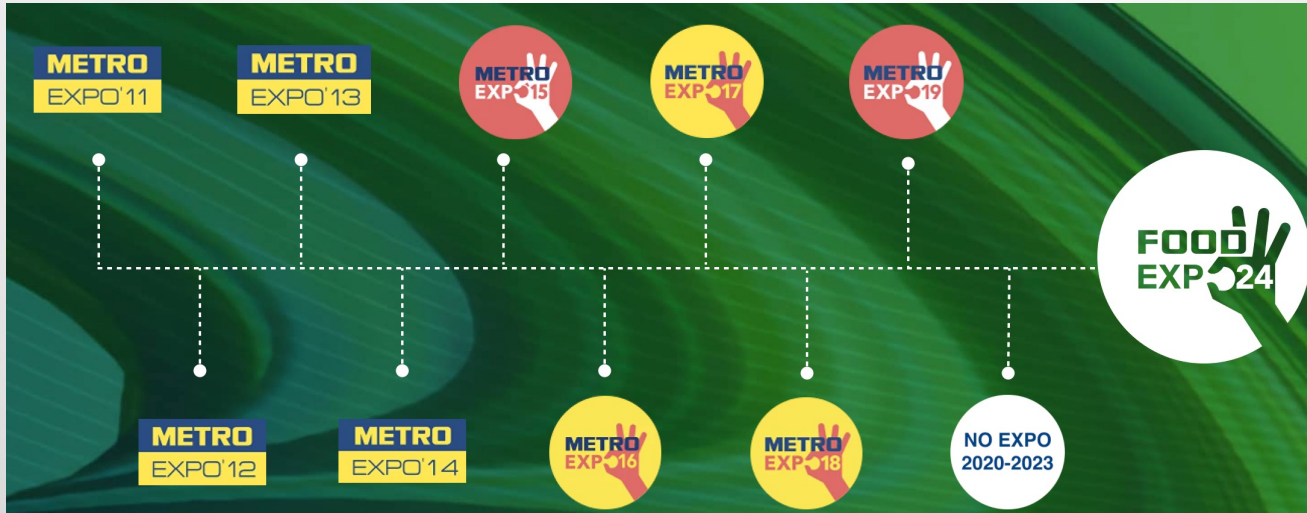 METRO
EXPO'11
METRO
EXPO'13
METRO
EXPO15
METRO
EXPO17
METRO
EXPO19
FOOD
EXPO24
METRO
EXPO'12
METRO
EXPO'14
METRO
EXPO16
METRO
EXPO18
NO EXPO
2020-2023